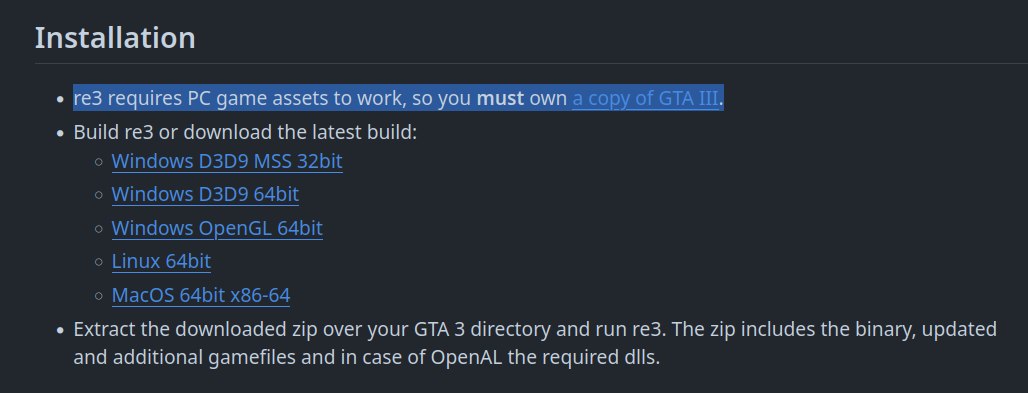 Installation
re3 requires PC game assets to work, so you must own a copy of GTA III.
Build re3 or download the latest build:
Windows D3D9 MSS 32bit
Windows D3D9 64bit
Windows OpenGL 64bit
Linux 64bit
MacOS 64bit x86-64
Extract the downloaded zip over your GTA 3 directory and run re3. The zip includes the binary, updated
and additional gamefiles and in case of OpenAL the required dlls.